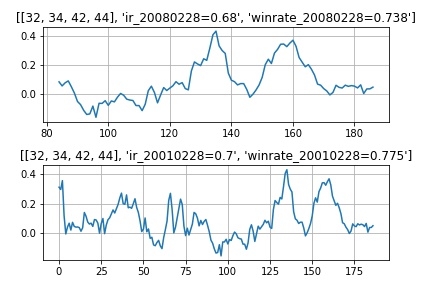 [[32, 34, 42, 44], 'ir_20080228=0.68', 'winrate_20080228=0.738']
0.4
0.2
0.0
80 100 120 140 160 180
[[32, 34, 42, 44], 'ir_20010228=0.7', 'winrate_20010228=0.775']
0.4
0.2
0.0
0 25 50 75 100 125 150 175